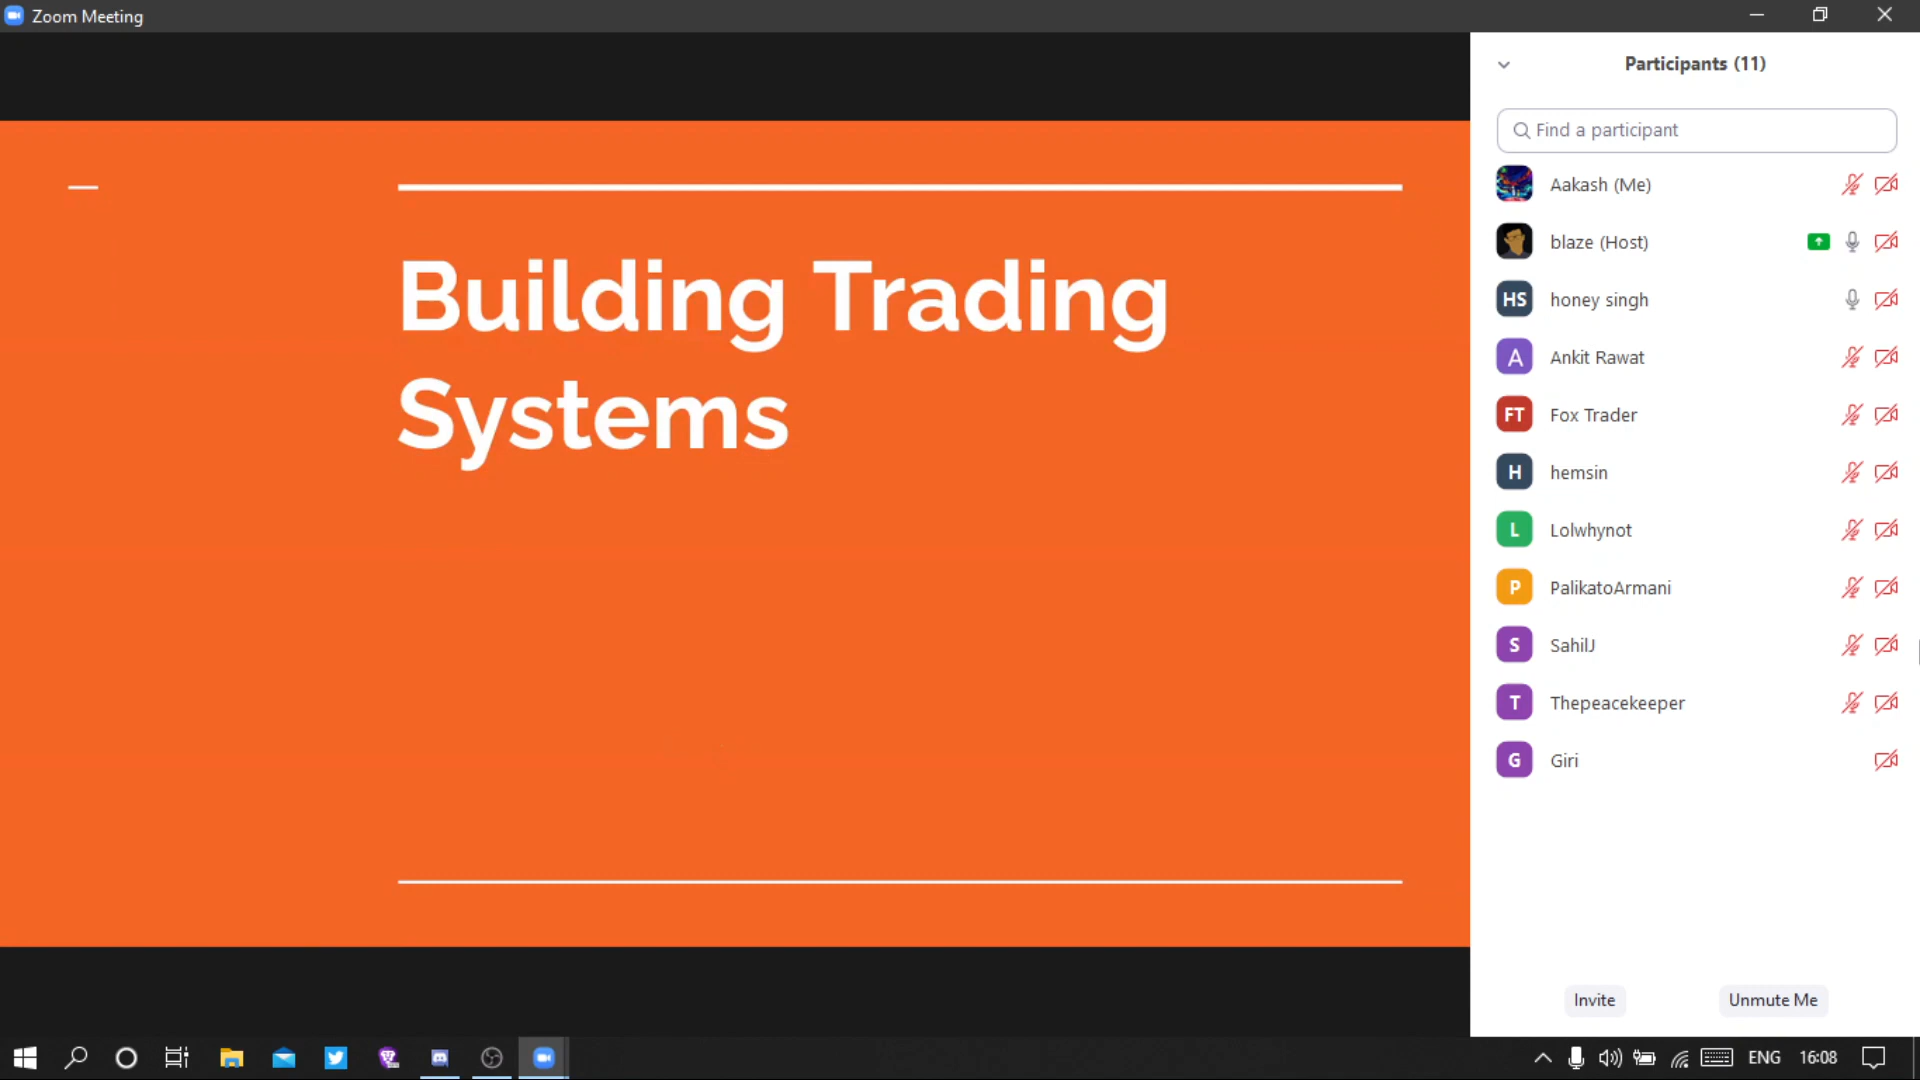 Zoom Meeting
Building Trading
Systems
Participants (11)
Find a participant
Aakash (Me)
blaze (Host)
HS honey singh
A Ankit Rawat
FT Fox Trader
H hemsin
L Lolwhynot
P PalikatoArmani
S SahilJ
T Thepeacekeeper
G Giri
Invite Unmute Me
ENG 16:08